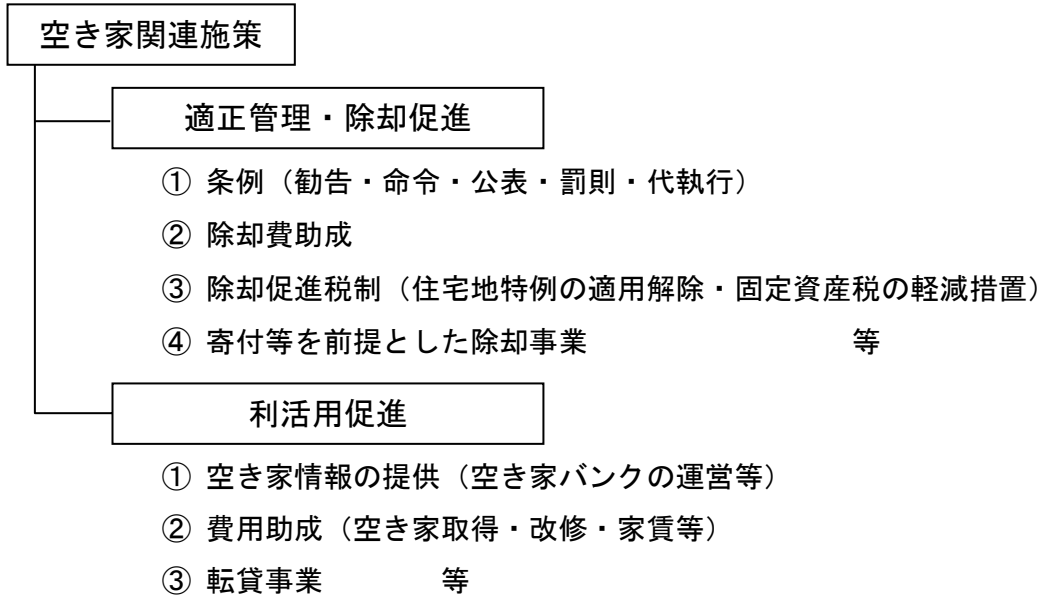 空き家関連施策
適正管理・除却促進
① 条例（勧告・命令・公表・罰則・代執行）
② 除却費助成
③ 除却促進税制（住宅地特例の適用解除・固定資産税の軽減措置）
④ 寄付等を前提とした除却事業　　　　　　　　等
利活用促進
① 空き家情報の提供（空き家バンクの運営等）
② 費用助成（空き家取得・改修・家賃等）
③ 転貸事業　　　　等